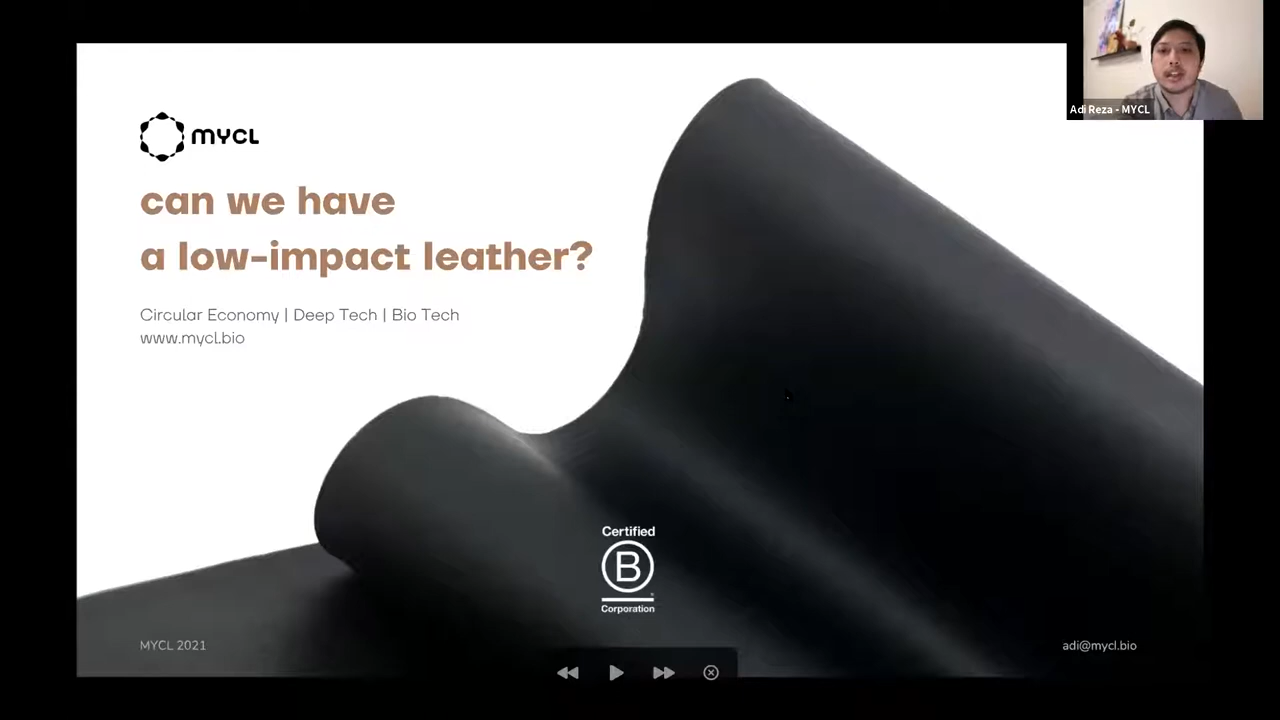 MYCL
can we have
a low-impact leather?
Circular Economy | Deep Tech | Bio Tech
www.mycl.bio
Certified
B
Corporation
MYCL 2021
adi@mycl.bio
Adi Reza - MYCL